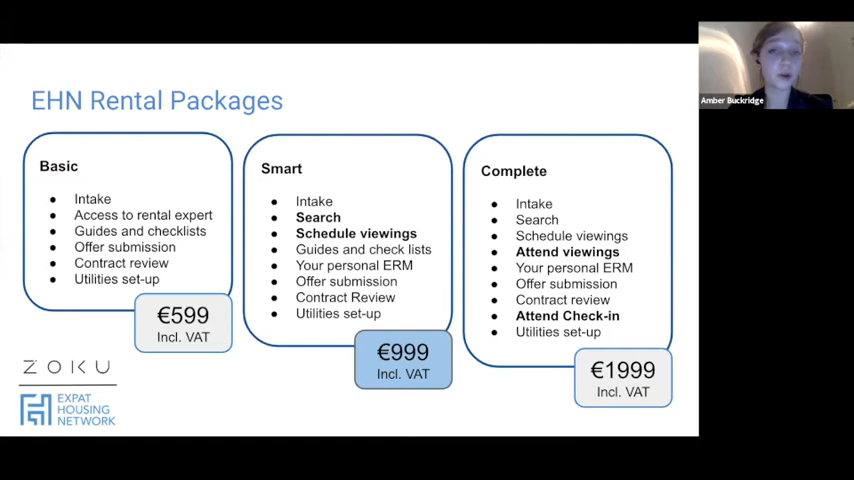 EHN Rental Packages
Basic
● Intake
● Access to rental expert
● Guides and checklists
● Offer submission
● Contract review
● Utilities set-up
€599
Incl. VAT
Smart
● Intake
● Search
● Schedule viewings
● Guides and check lists
● Your personal ERM
● Offer submission
● Contract Review
● Utilities set-up
€999
Incl. VAT
Complete
● Intake
● Search
● Schedule viewings
● Attend viewings
● Your personal ERM
● Offer submission
● Contract review
● Attend Check-in
● Utilities set-up
€1999
Incl. VAT
ZOKU
EXPAT
HOUSING
NETWORK
Amber Buckridge